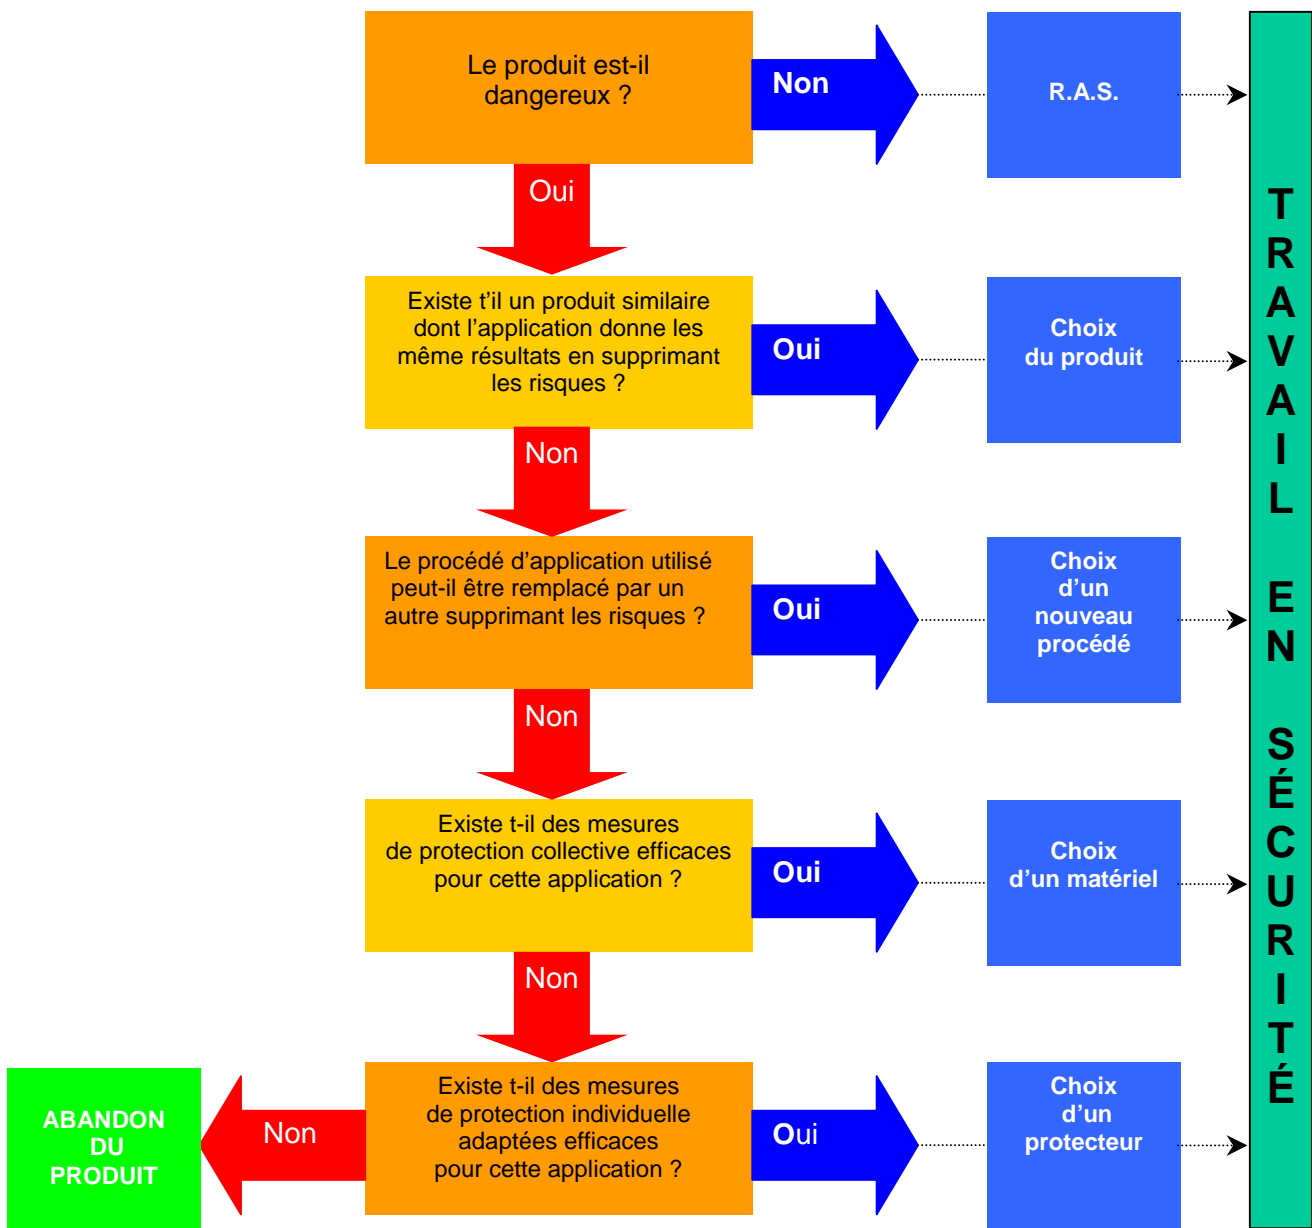 Le produit est-il
dangereux ?
Non
R.A.S.
Oui
Existe t'il un produit similaire
dont l'application donne les
même résultats en supprimant
les risques ?
Oui
Choix
du produit
Non
Le procédé d'application utilisé
peut-il être remplacé par un
autre supprimant les risques ?
Oui
Choix
d'un
nouveau
procédé
Non
Existe t-il des mesures
de protection collective efficaces
pour cette application ?
Oui
Choix
d'un matériel
Non
Existe t-il des mesures
de protection individuelle
adaptées efficaces
pour cette application ?
Oui
Choix
d'un
protecteur
Non
ABANDON
DU
PRODUIT
TRAVAIL EN SÉCURITÉ